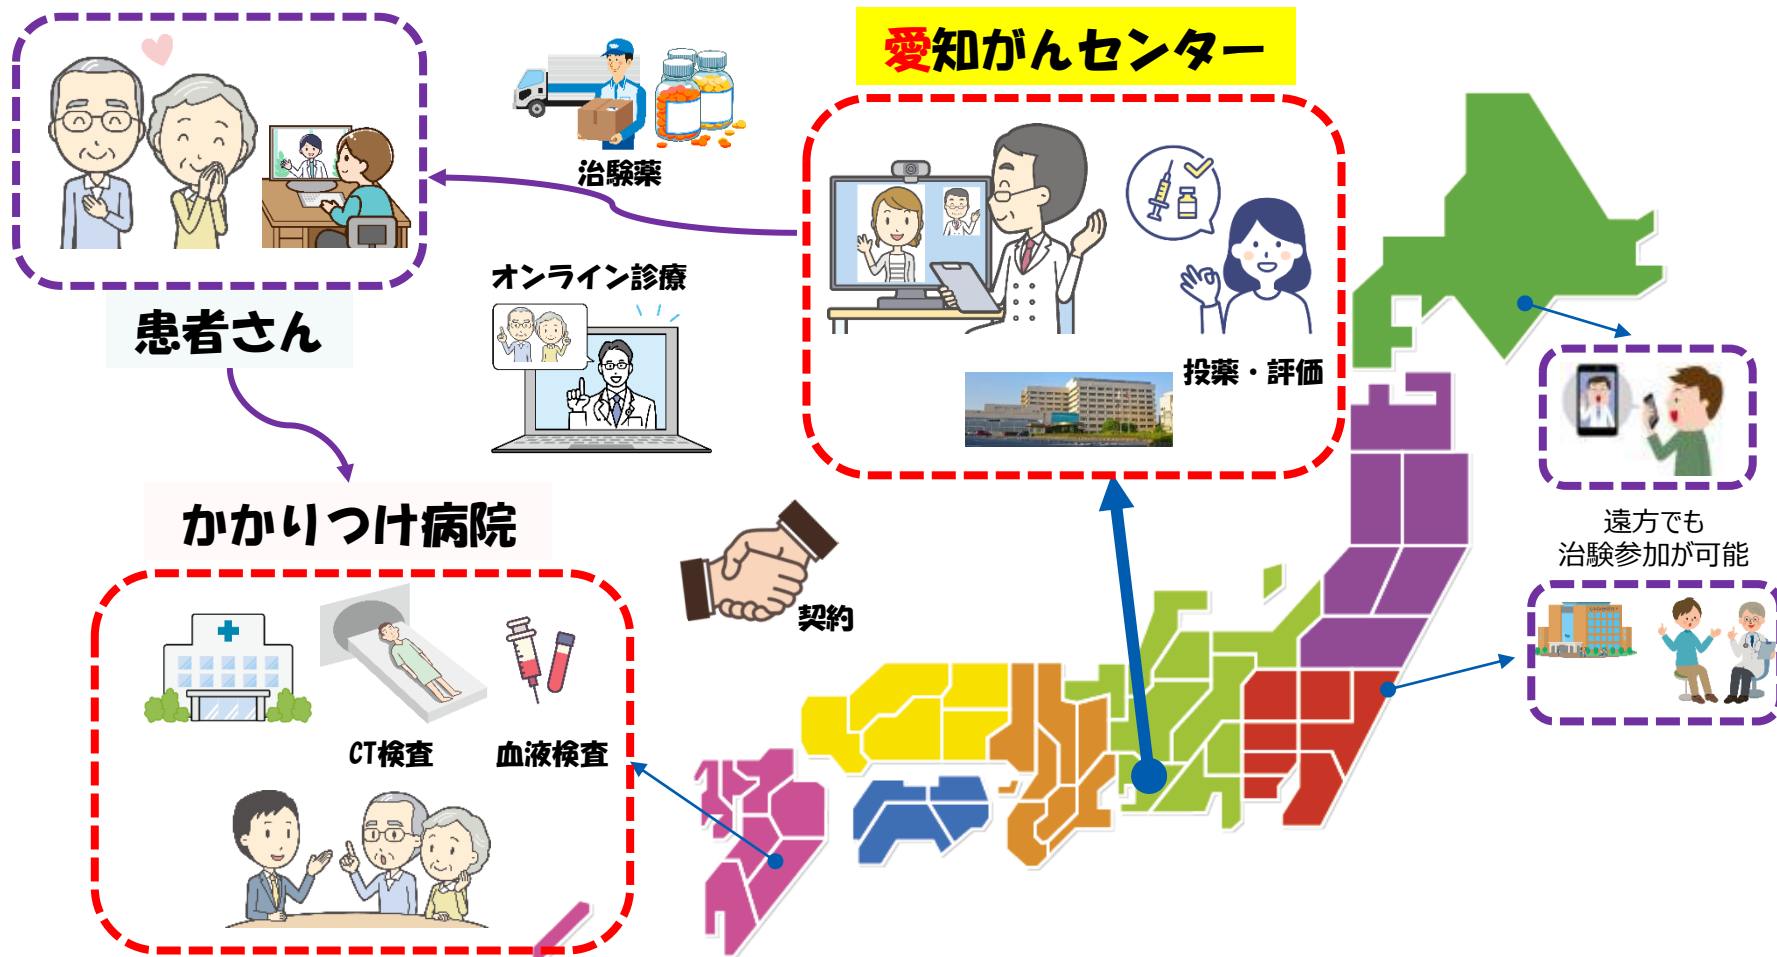 愛知がんセンター
治験薬
オンライン診療
患者さん
投薬・評価
かかりつけ病院
契約
CT検査
血液検査
遠方でも
治験参加が可能